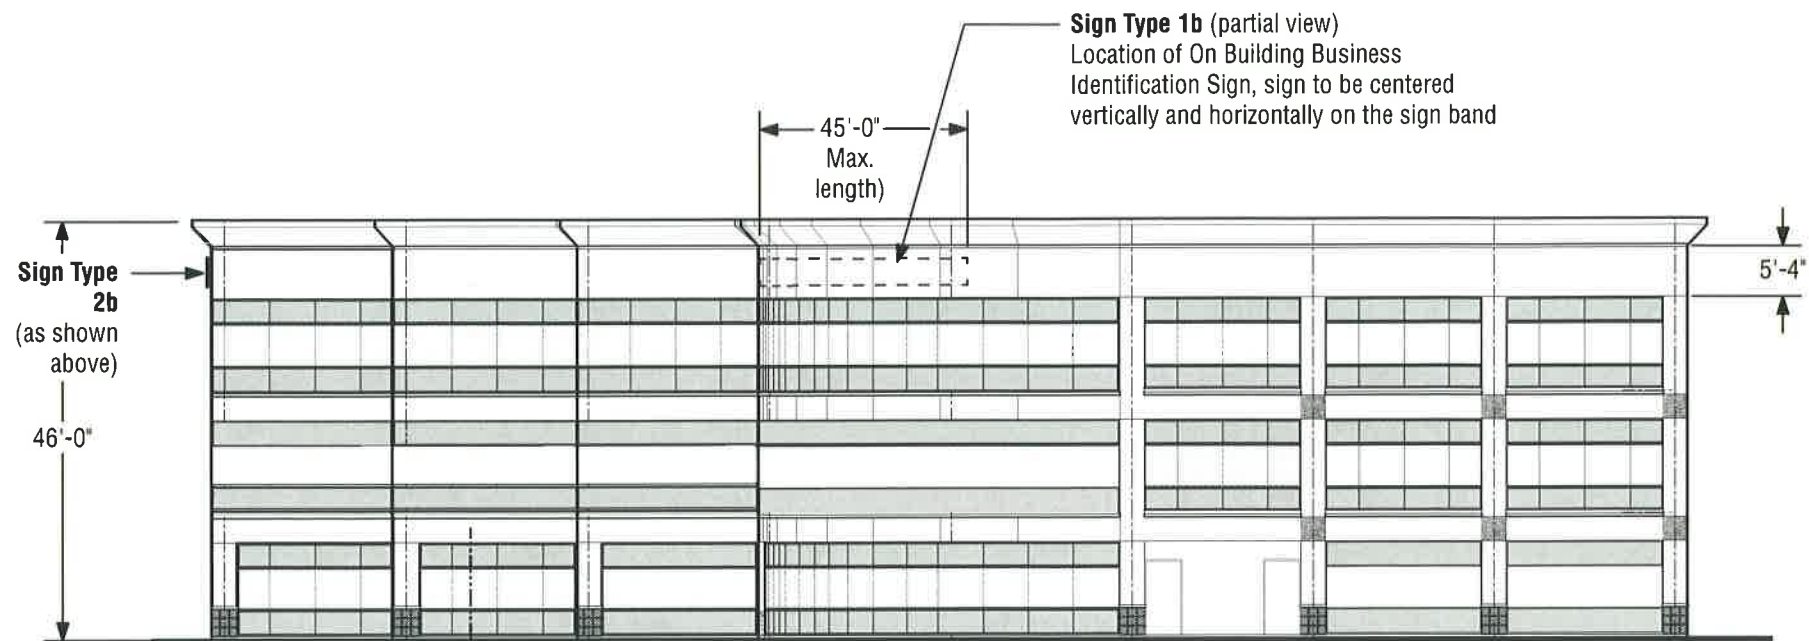 Sign Type 1b (partial view)
Location of On Building Business
Identification Sign, sign to be centered
vertically and horizontally on the sign band
45'-0"
Max.
length)
Sign Type
2b
(as shown
above)
5'-4"
46'-0"